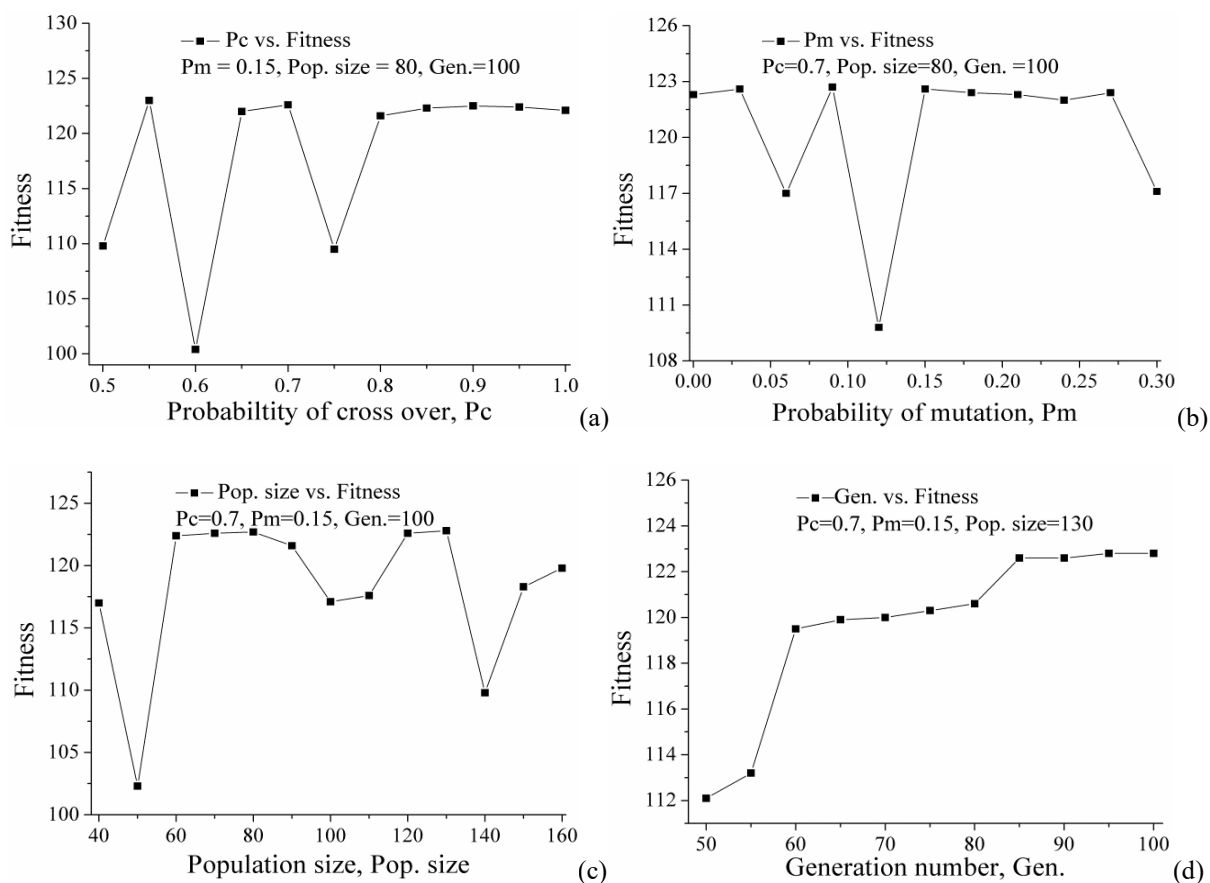 130
125
120
115
110
105
100
Fitness
Pc vs. Fitness
Pm = 0.15, Pop. size = 80, Gen.=100
0.5 0.6 0.7 0.8 0.9 1.0
Probabiltity of cross over, Pc
(a)
126
123
120
117
114
111
108
Fitness
Pm vs. Fitness
Pc=0.7, Pop. size=80, Gen. =100
0.00 0.05 0.10 0.15 0.20 0.25 0.30
Probability of mutation, Pm
(b)
125
120
115
110
105
100
Fitness
Pop. size vs. Fitness
Pc=0.7, Pm=0.15, Gen.=100
40 60 80 100 120 140 160
Population size, Pop. size
(c)
126
124
122
120
118
116
114
112
Fitness
Gen. vs. Fitness
Pc=0.7, Pm=0.15, Pop. size=130
50 60 70 80 90 100
Generation number, Gen.
(d)